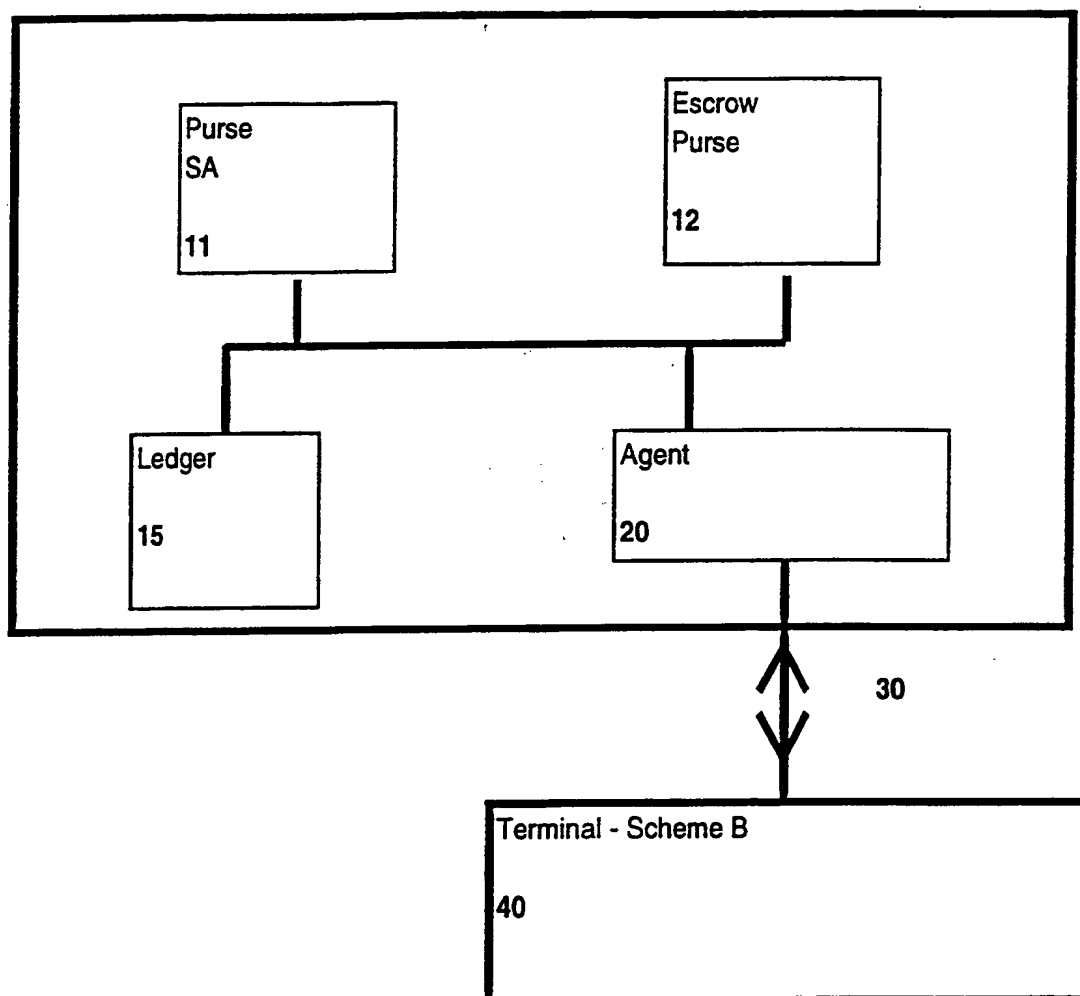 Purse
SA
11
Escrow
Purse
12
Ledger
15
Agent
20
30
Terminal - Scheme B
40